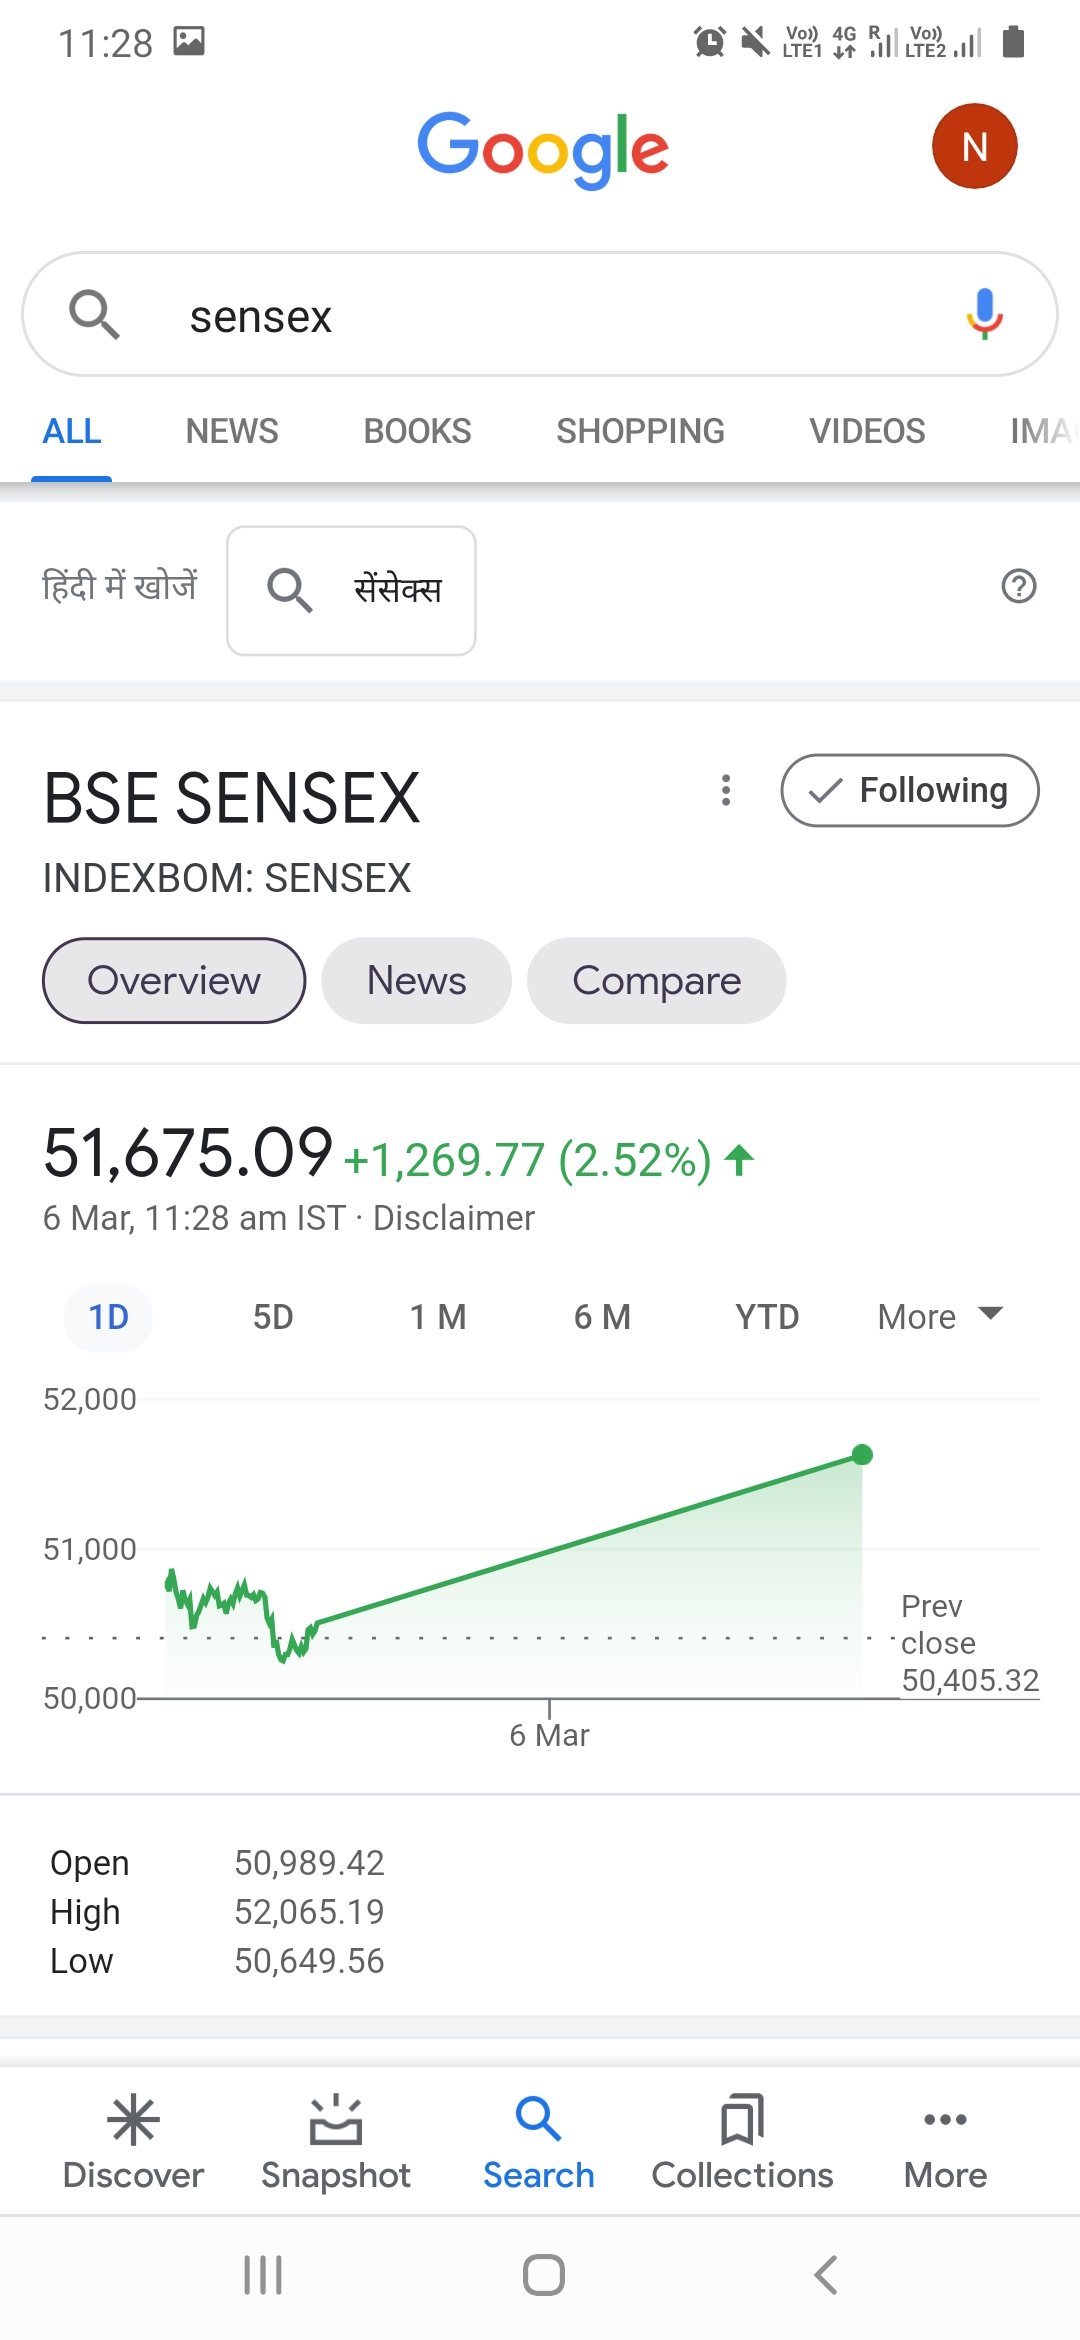 11:28 Vo)) LTE1 4G R Vo)) LTE2
Google
N
sensex
ALL NEWS BOOKS SHOPPING VIDEOS IMA
हिंदी में खोजें सेंसेक्स
BSE SENSEX
Following
INDEXBOM: SENSEX
Overview News Compare
51,675.09 +1,269.77 (2.52%)
6 Mar, 11:28 am IST · Disclaimer
1D 5D 1 M 6 M YTD More
52,000
51,000
Prev
close
50,405.32
50,000
6 Mar
Open 50,989.42
High 52,065.19
Low 50,649.56
Discover Snapshot Search Collections More